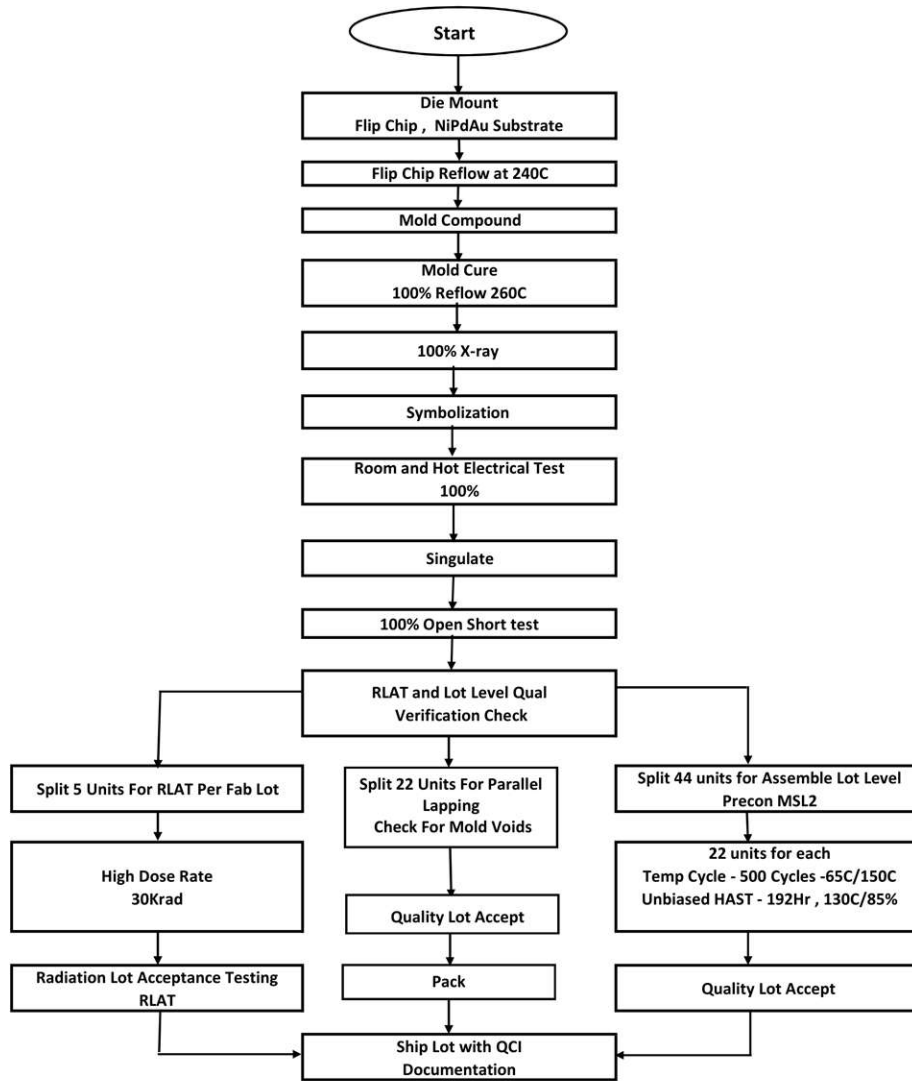 Start
Die Mount
Flip Chip , NiPdAu Substrate
Flip Chip Reflow at 240C
Mold Compound
Mold Cure
100% Reflow 260C
100% X-ray
Symbolization
Room and Hot Electrical Test
100%
Singulate
100% Open Short test
RLAT and Lot Level Qual
Verification Check
Split 5 Units For RLAT Per Fab Lot
High Dose Rate
30Krad
Radiation Lot Acceptance Testing
RLAT
Split 22 Units For Parallel
Lapping
Check For Mold Voids
Quality Lot Accept
Pack
Split 44 units for Assemble Lot Level
Precon MSL2
22 units for each
Temp Cycle - 500 Cycles -65C/150C
Unbiased HAST - 192Hr , 130C/85%
Quality Lot Accept
Ship Lot with QCI
Documentation